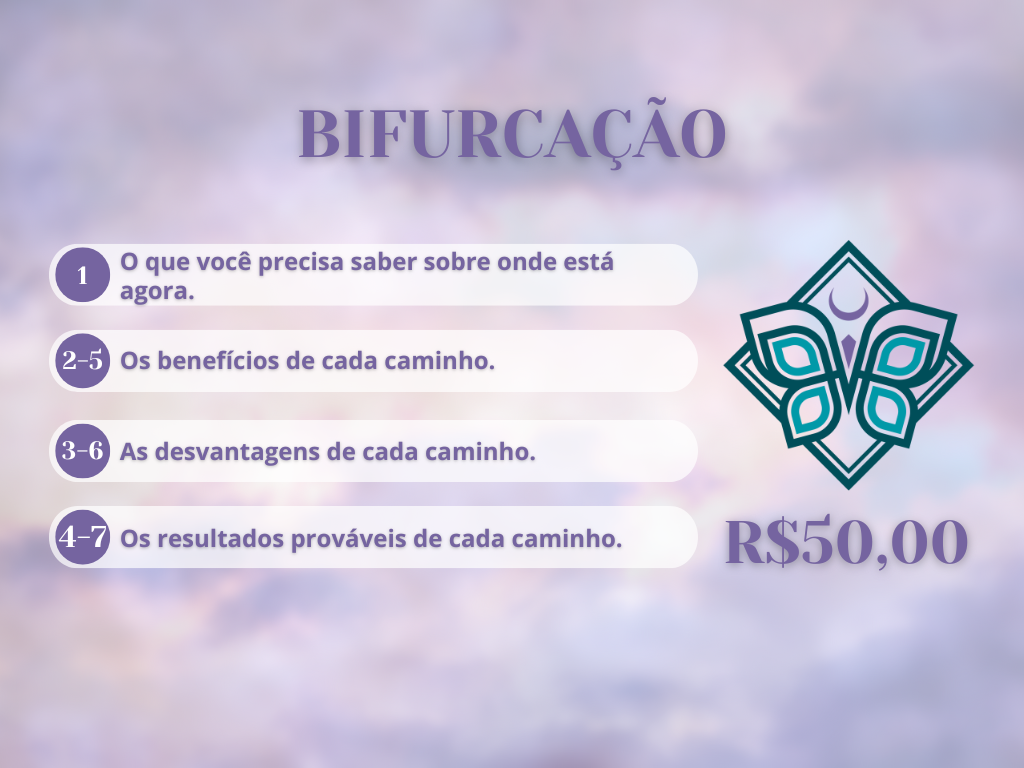 BIFURCAÇÃO
1
O que você precisa saber sobre onde está
agora.
2-5
Os benefícios de cada caminho.
3-6
As desvantagens de cada caminho.
4-7
Os resultados prováveis de cada caminho.
R$50,00